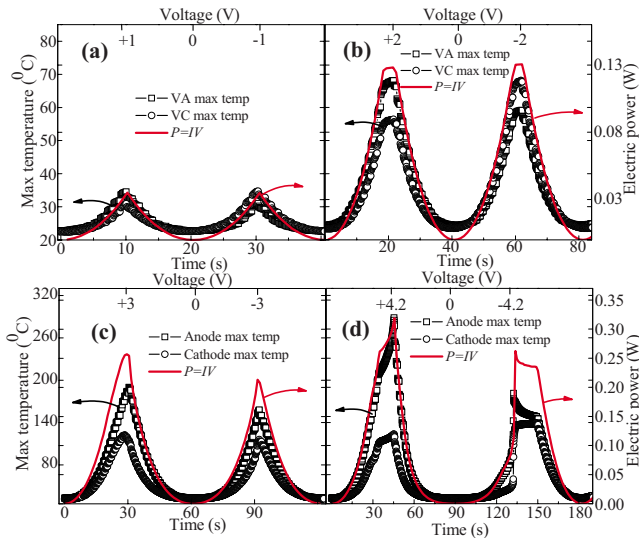 Voltage (V)
Voltage (V)
+1 0 -1
+2 0 -2
(a)
(b)
80
70
60
50
40
30
20
Max temperature (⁰C)
VA max temp
VC max temp
P=IV
VA max temp
VC max temp
P=IV
0.13
0.08
0.03
Electric power (W)
0 10 20 30
0 20 40 60 80
Time (s)
Time (s)
Voltage (V)
Voltage (V)
+3 0 -3
+4.2 0 -4.2
(c)
(d)
320
260
200
140
80
Max temperature (⁰C)
Anode max temp
Cathode max temp
P=IV
Anode max temp
Cathode max temp
P=IV
0.35
0.30
0.25
0.20
0.15
0.10
0.05
0.00
Electric power (W)
0 30 60 90
30 60 90 120 150 180
Time (s)
Time (s)